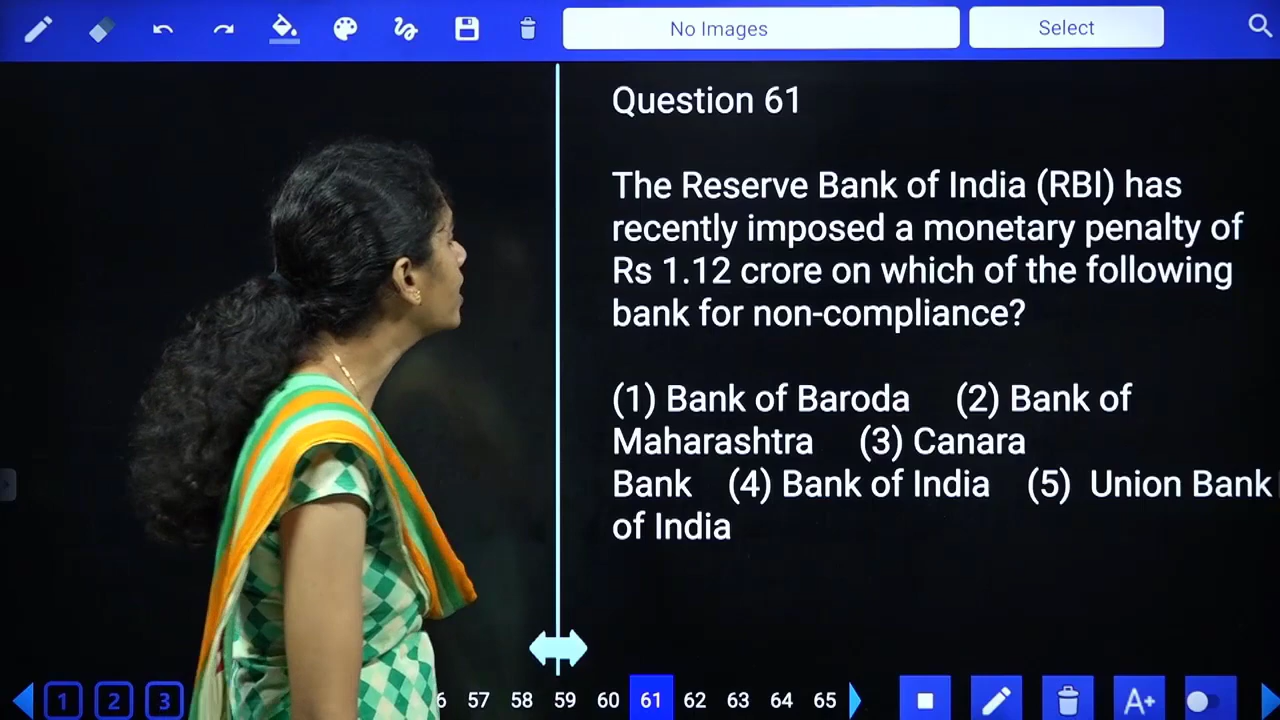 No Images
Select
Question 61
The Reserve Bank of India (RBI) has
recently imposed a monetary penalty of
Rs 1.12 crore on which of the following
bank for non-compliance?
(1) Bank of Baroda (2) Bank of
Maharashtra (3) Canara
Bank (4) Bank of India (5) Union Bank
of India
1 2 3 6 57 58 59 60 61 62 63 64 65 A+